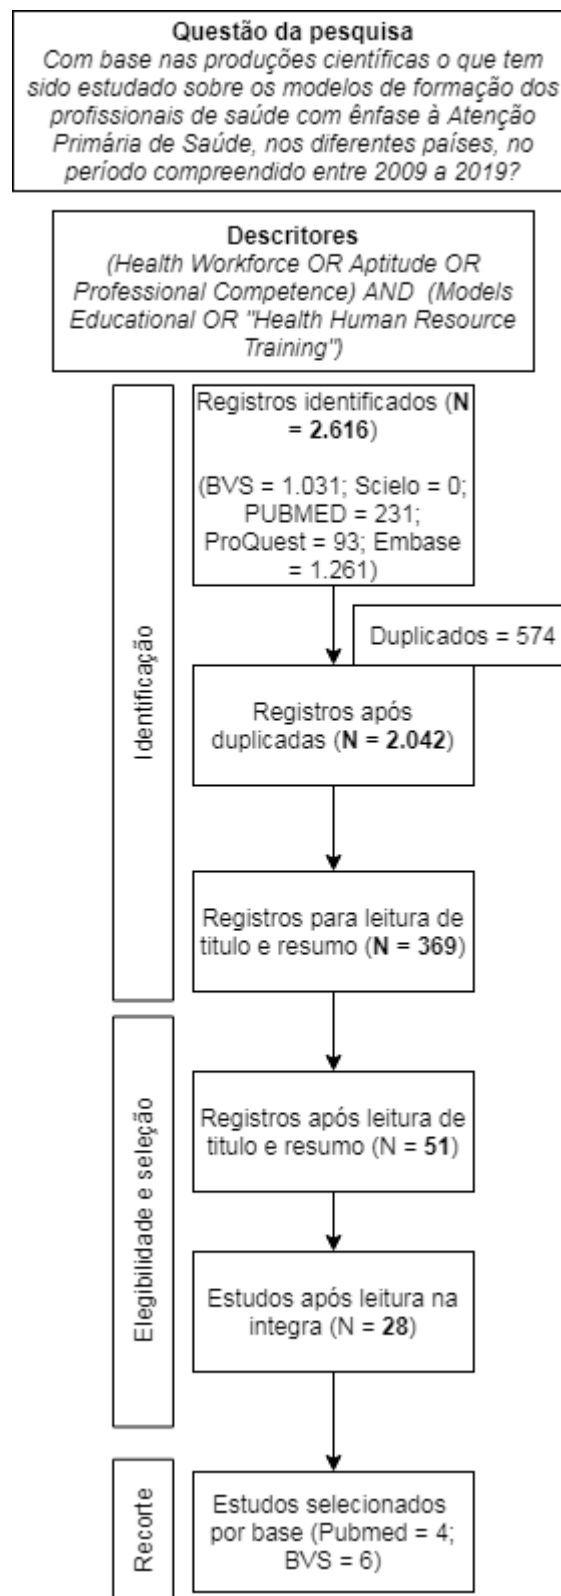 Questão da pesquisa
Com base nas produções científicas o que tem
sido estudado sobre os modelos de formação dos
profissionais de saúde com ênfase à Atenção
Primária de Saúde, nos diferentes países, no
período compreendido entre 2009 a 2019?
Descritores
(Health Workforce OR Aptitude OR
Professional Competence) AND (Models
Educational OR "Health Human Resource
Training")
Identificação
Registros identificados (N
= 2.616)
(BVS = 1.031; Scielo = 0;
PUBMED = 231;
ProQuest = 93; Embase
= 1.261)
Duplicados = 574
Registros após
duplicadas (N = 2.042)
Registros para leitura de
titulo e resumo (N = 369)
Elegibilidade e seleção
Registros após leitura de
titulo e resumo (N = 51)
Estudos após leitura na
integra (N = 28)
Recorte
Estudos selecionados
por base (Pubmed = 4;
BVS = 6)